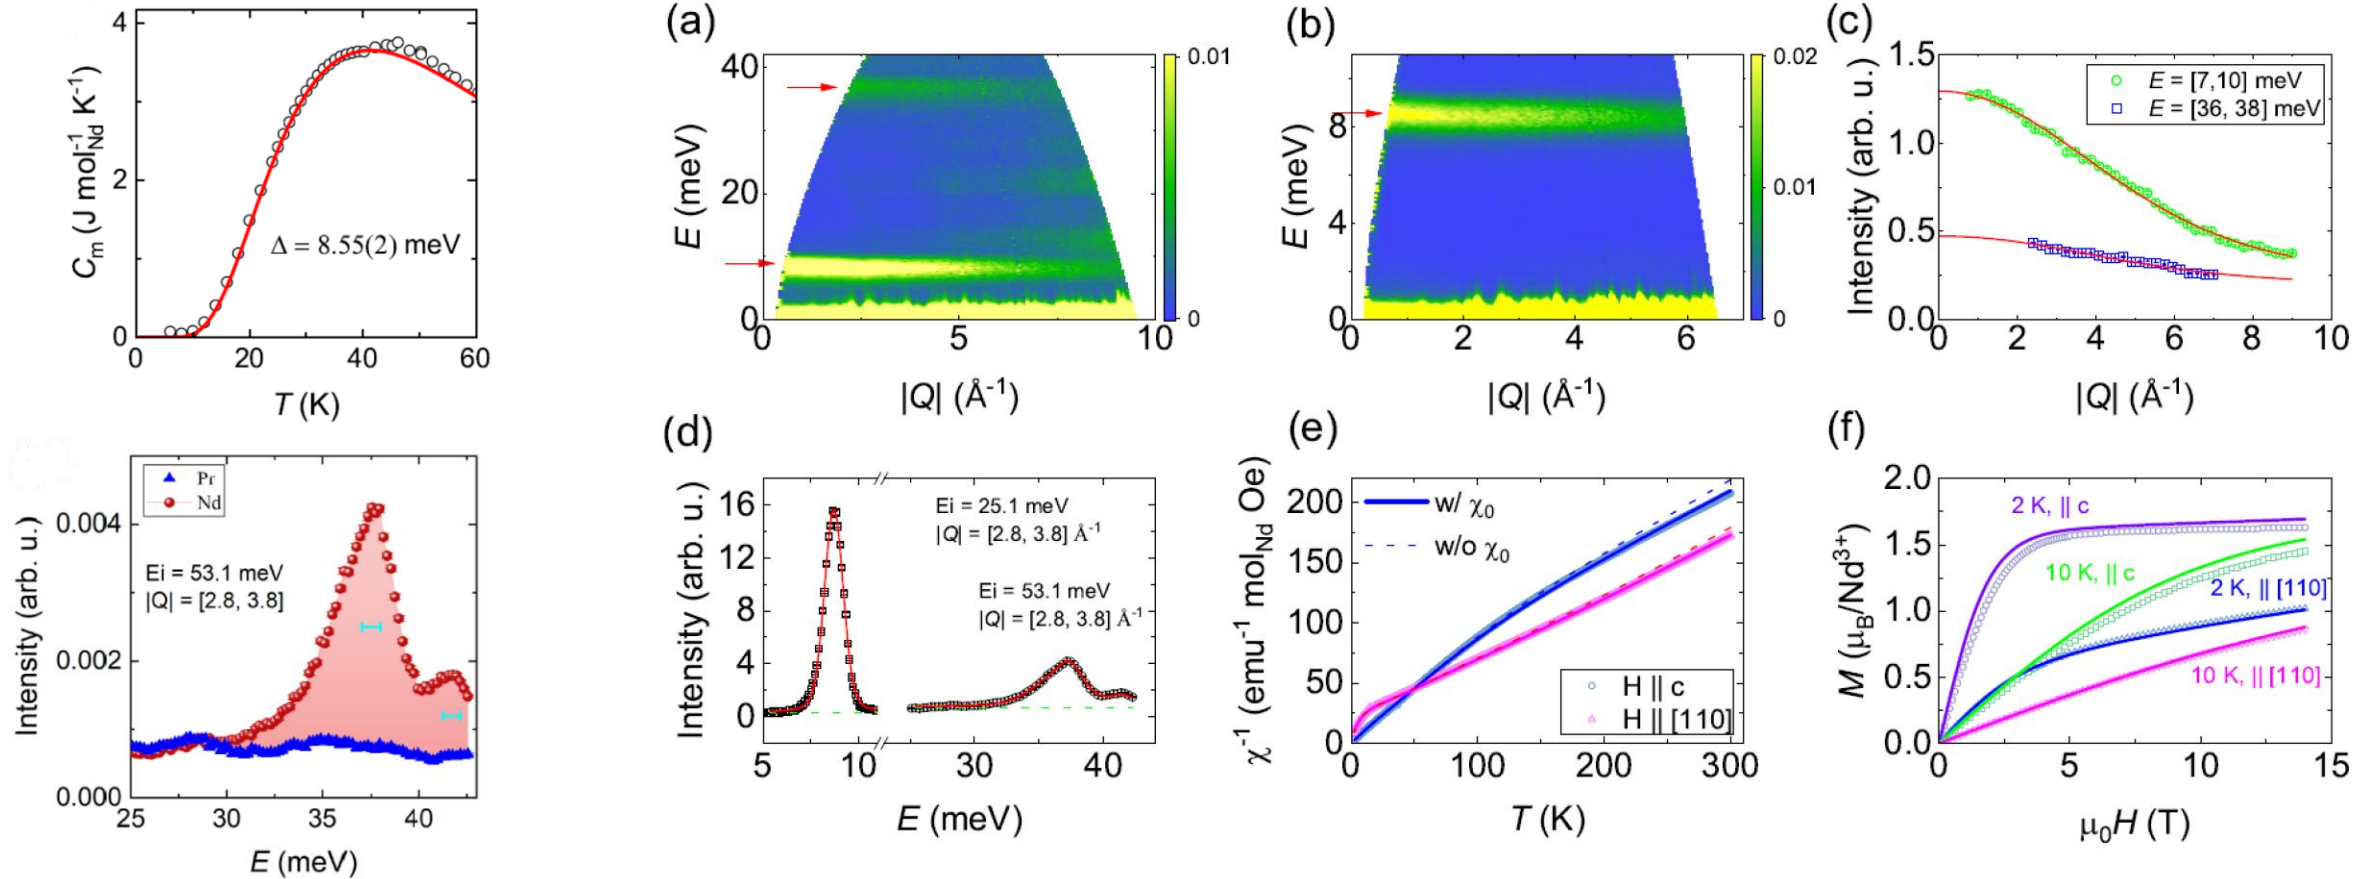 4
2
0
0
20
40
60
C_m (J mol_Nd^-1 K^-1)
Δ = 8.55(2) meV
T (K)
(a)
40
20
0
0
5
10
E (meV)
|Q| (Å^-1)
0.01
0
(b)
8
4
0
0
2
4
6
E (meV)
|Q| (Å^-1)
0.02
0.01
0
(c)
1.5
1.0
0.5
0.0
0
2
4
6
8
10
Intensity (arb. u.)
|Q| (Å^-1)
E = [7,10] meV
E = [36, 38] meV
Pr
Nd
0.004
0.002
0.000
25
30
35
40
Intensity (arb. u.)
Ei = 53.1 meV
|Q| = [2.8, 3.8]
E (meV)
(d)
16
12
8
4
0
5
10
30
40
Intensity (arb. u.)
Ei = 25.1 meV
|Q| = [2.8, 3.8] Å^-1
Ei = 53.1 meV
|Q| = [2.8, 3.8] Å^-1
E (meV)
(e)
200
150
100
50
0
0
100
200
300
χ^-1 (emu^-1 mol_Nd Oe)
w/ χ_0
w/o χ_0
H || c
H || [110]
T (K)
(f)
2.0
1.5
1.0
0.5
0.0
0
5
10
15
M (μ_B/Nd^3+)
2 K, || c
10 K, || c
2 K, || [110]
10 K, || [110]
μ_0H (T)